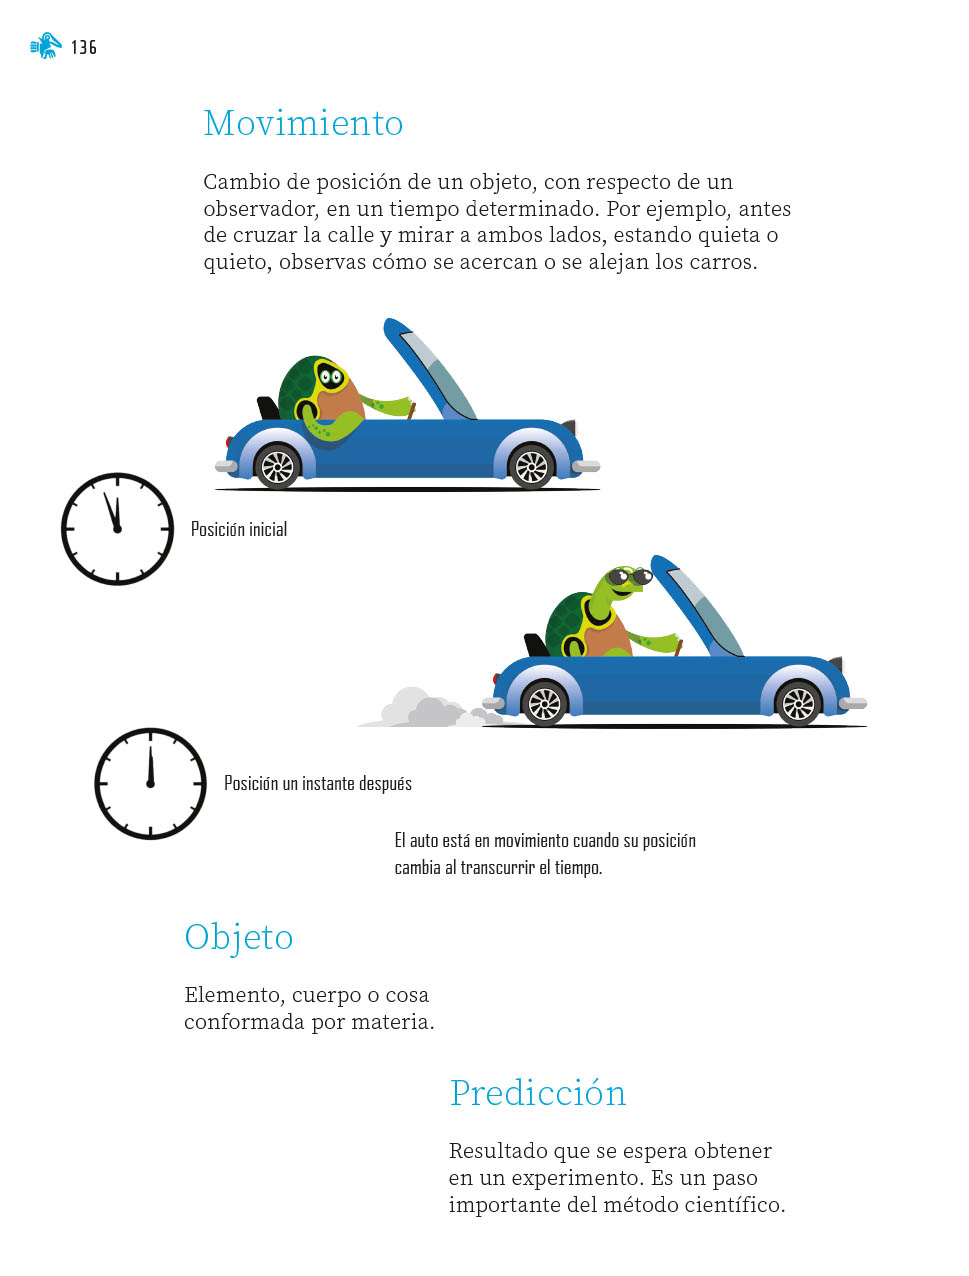 136
Movimiento
Cambio de posición de un objeto, con respecto de un
observador, en un tiempo determinado. Por ejemplo, antes
de cruzar la calle y mirar a ambos lados, estando quieta o
quieto, observas cómo se acercan o se alejan los carros.
Posición inicial
Posición un instante después
El auto está en movimiento cuando su posición
cambia al transcurrir el tiempo.
Objeto
Elemento, cuerpo o cosa
conformada por materia.
Predicción
Resultado que se espera obtener
en un experimento. Es un paso
importante del método científico.